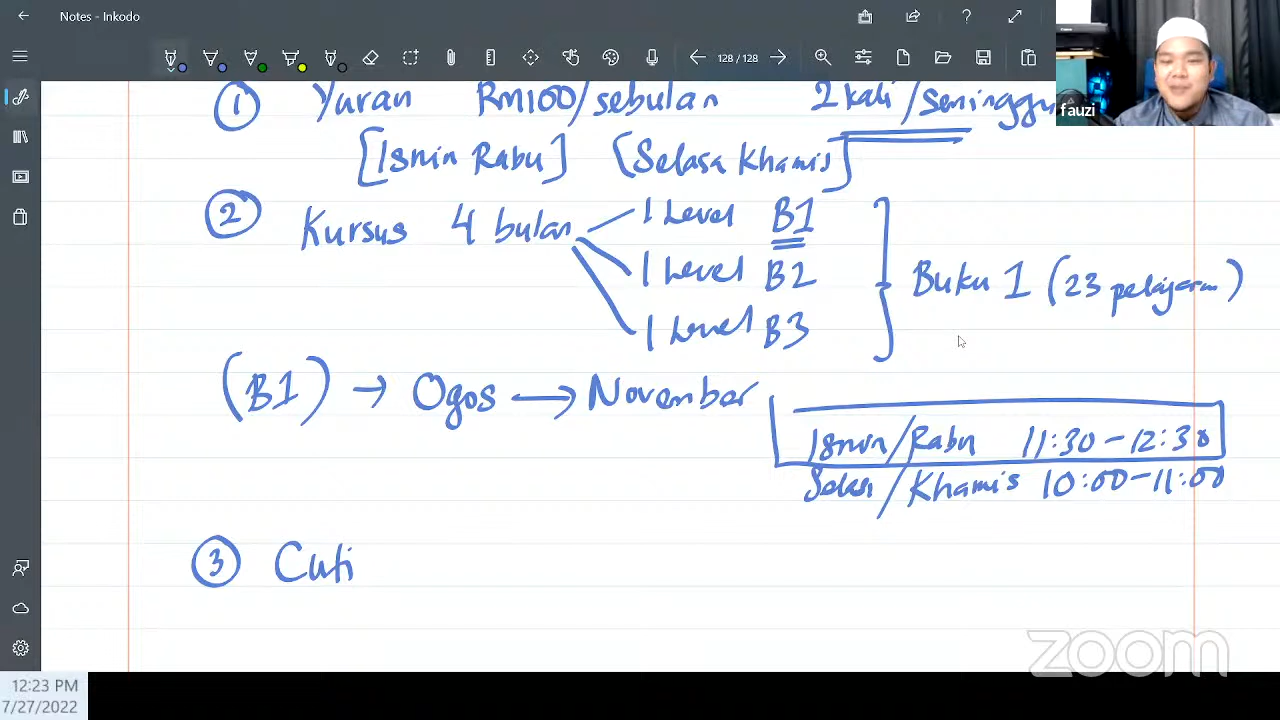 Notes - Inkodo
128 / 128
fauzi
1 Yuran RM100/sebulan 2 kali/Seminggu
[Isnin Rabu] [Selasa Khamis]
2 Kursus 4 bulan
1 Level B1
1 Level B2
1 Level B3
Buku 1 (23 pelajaran)
(B1) → Ogos → November
Isnin/Rabu 11:30 - 12:30
Selasa/Khamis 10:00 - 11:00
3 Cuti
zoom
12:23 PM
7/27/2022